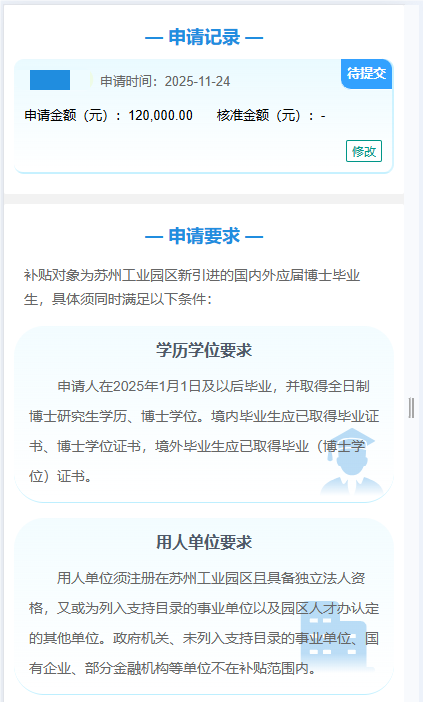 — 申请记录 —
申请时间：2025-11-24
待提交
申请金额（元）：120,000.00 核准金额（元）：-
修改
— 申请要求 —
补贴对象为苏州工业园区新引进的国内外应届博士毕业
生，具体须同时满足以下条件：
学历学位要求
申请人在2025年1月1日及以后毕业，并取得全日制
博士研究生学历、博士学位。境内毕业生应已取得毕业证
书、博士学位证书，境外毕业生应已取得毕业（博士学
位）证书。
用人单位要求
用人单位须注册在苏州工业园区且具备独立法人资
格，又或为列入支持目录的事业单位以及园区人才办认定
的其他单位。政府机关、未列入支持目录的事业单位、国
有企业、部分金融机构等单位不在补贴范围内。